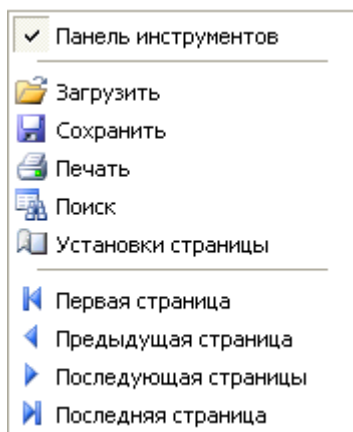 Панель инструментов
Загрузить
Сохранить
Печать
Поиск
Установки страницы
Первая страница
Предыдущая страница
Последующая страницы
Последняя страница